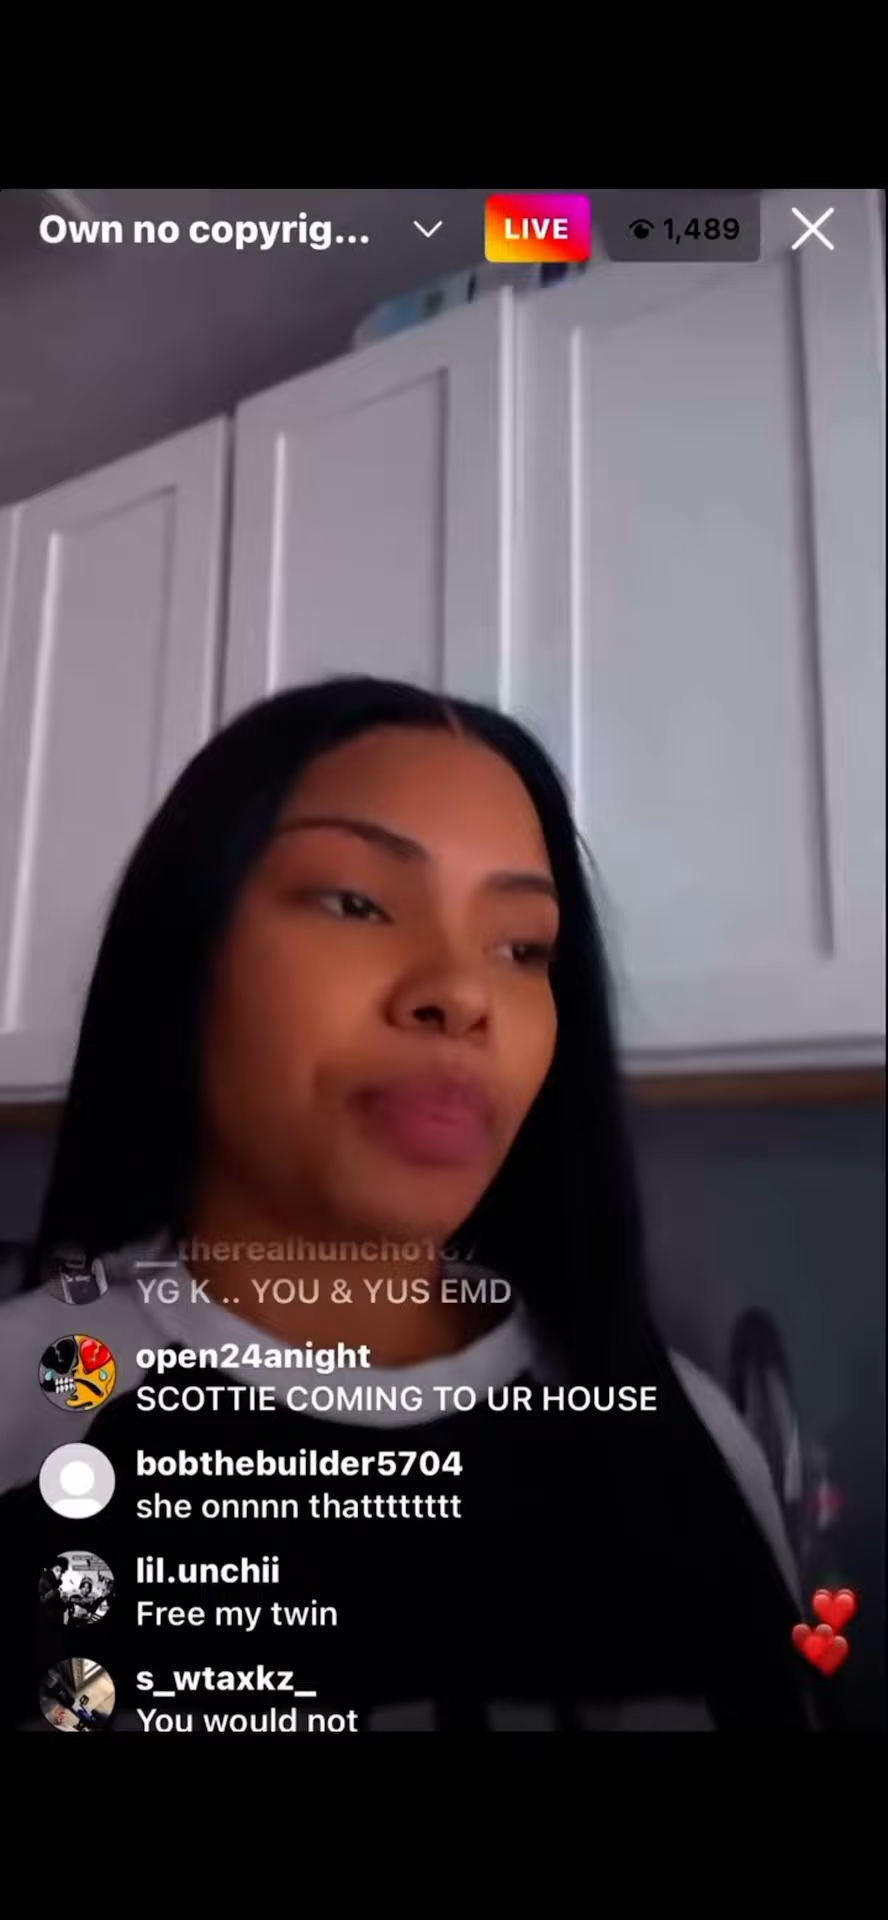 Own no copyrig...
LIVE
1,489
__therealhuncho187
YG K .. YOU & YUS EMD
open24anight
SCOTTIE COMING TO UR HOUSE
bobthebuilder5704
she onnnn thatttttttt
lil.unchii
Free my twin
s_wtaxkz_
You would not